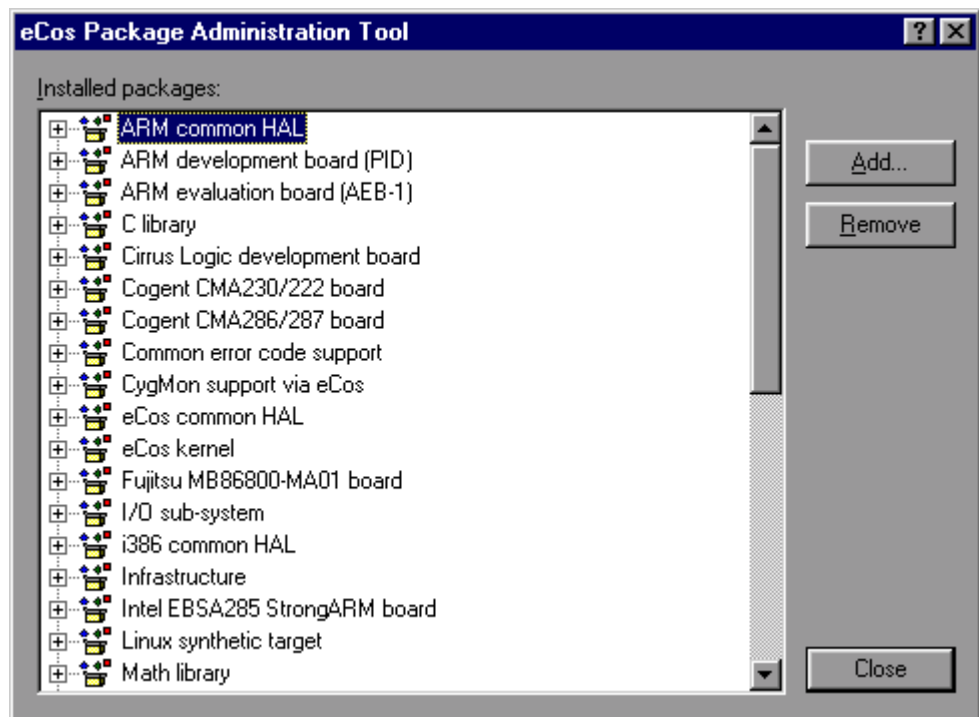 eCos Package Administration Tool
Installed packages:
ARM common HAL
ARM development board (PID)
ARM evaluation board (AEB-1)
C library
Cirrus Logic development board
Cogent CMA230/222 board
Cogent CMA286/287 board
Common error code support
CygMon support via eCos
eCos common HAL
eCos kernel
Fujitsu MB86800-MA01 board
I/O sub-system
i386 common HAL
Infrastructure
Intel EBSA285 StrongARM board
Linux synthetic target
Math library
Add...
Remove
Close